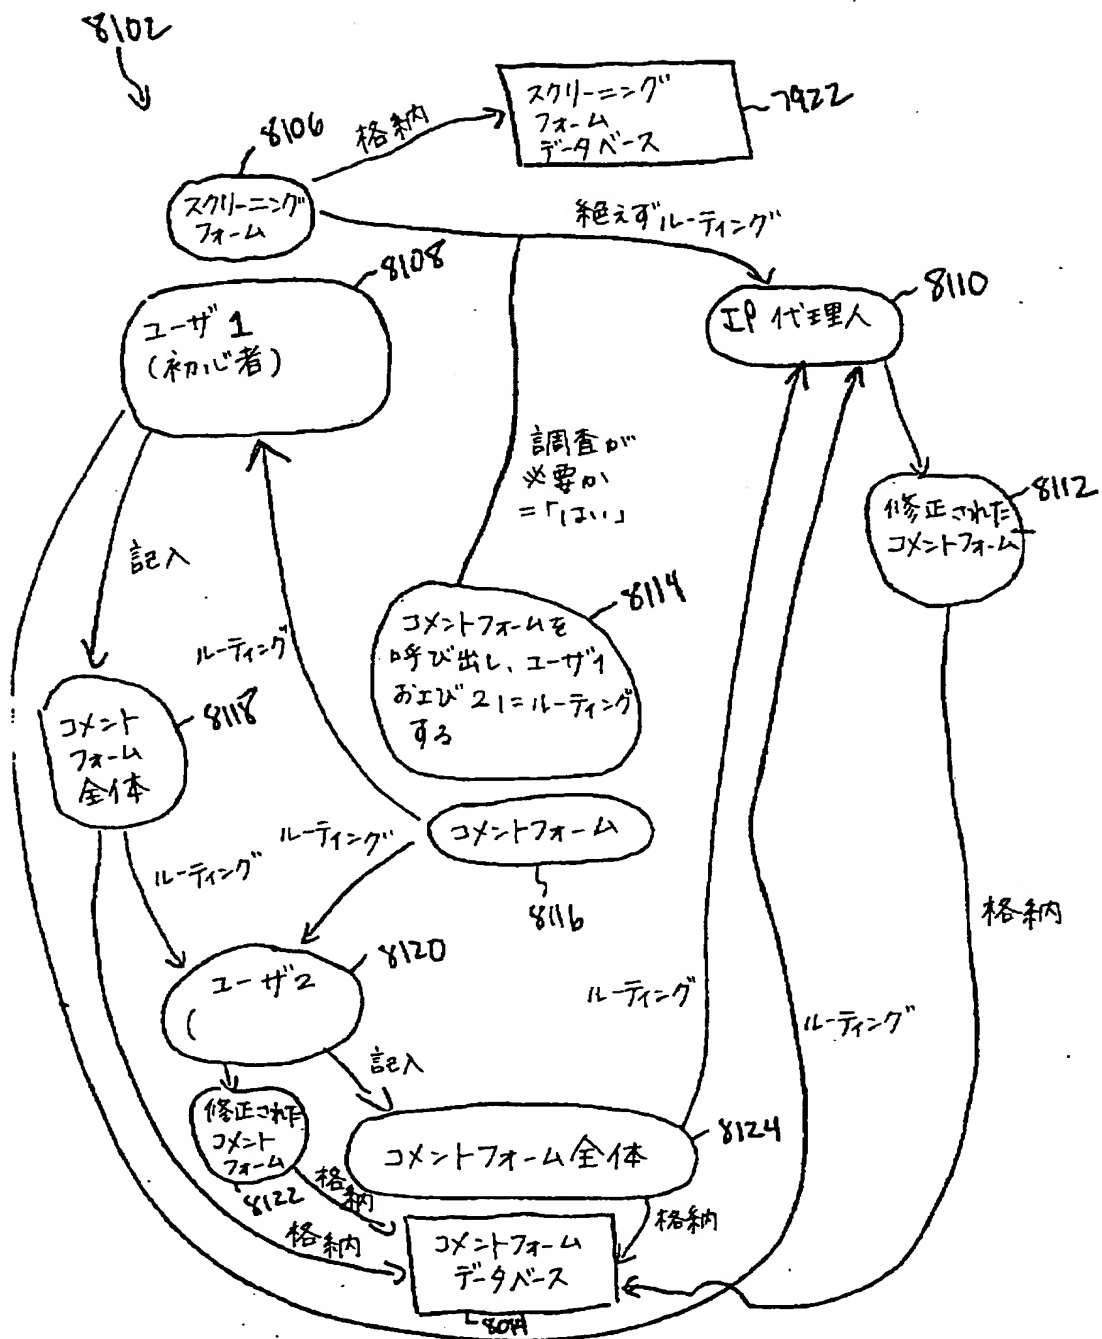 8102
スクリーニング
フォーム
データベース
7922
格納
8106
スクリーニング
フォーム
絶えずルーティング
8108
ユーザ1
(初心者)
8110
IP 代理人
調査が
必要か
=「はい」
8112
修正された
コメントフォーム
記入
ルーティング
8114
コメントフォームを
呼び出し、ユーザ1
および2にルーティング
する
8118
コメント
フォーム
全体
ルーティング
ルーティング
コメントフォーム
8116
格納
8120
ユーザ2
(
ルーティング
ルーティング
記入
修正された
コメント
フォーム
8122
8124
コメントフォーム全体
格納
格納
格納
コメントフォーム
データベース